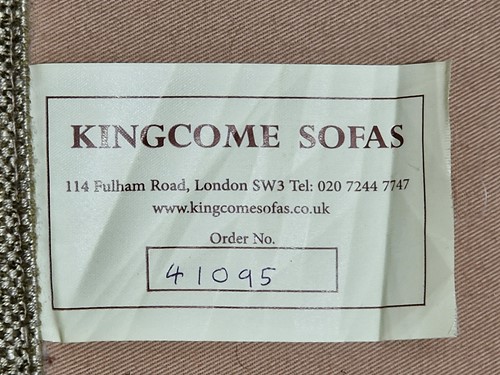 KINGCOME SOFAS
114 Fulham Road, London SW3 Tel: 020 7244 7747
www.kingcomesofas.co.uk
Order No.
41095